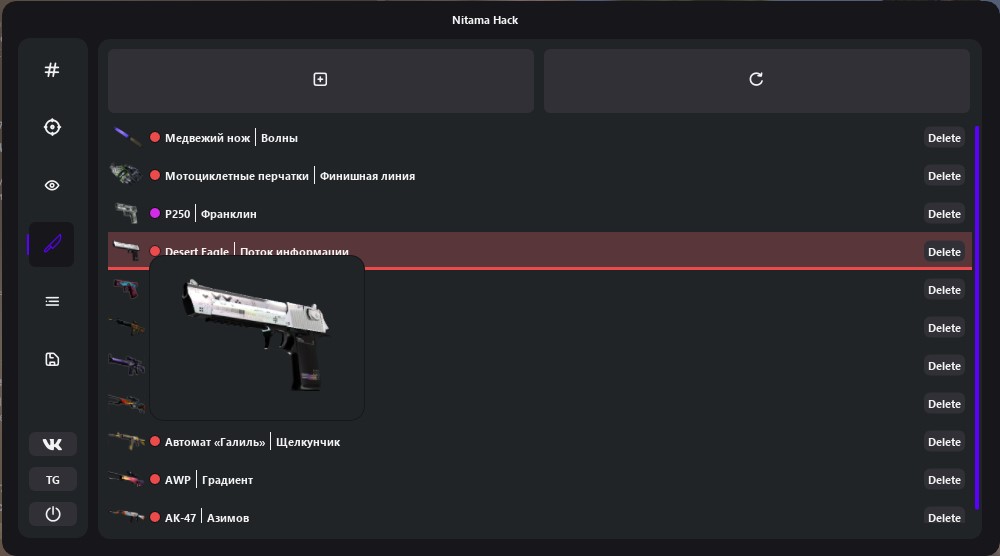 Nitama Hack
Медвежий нож | Волны Delete
Мотоциклетные перчатки | Финишная линия Delete
P250 | Франклин Delete
Desert Eagle | Поток информации Delete
Delete
Delete
Delete
Delete
Автомат «Галиль» | Щелкунчик Delete
AWP | Градиент Delete
АК-47 | Азимов Delete
TG